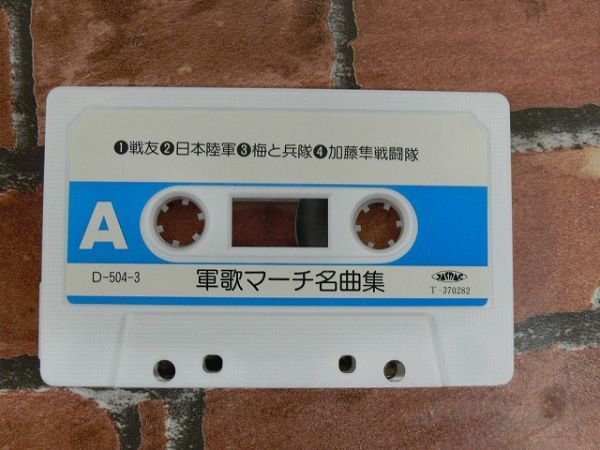 ❶戦友❷日本陸軍❸梅と兵隊❹加藤隼戦闘隊
A
D-504-3
軍歌マーチ名曲集
JASRAC
T-370282